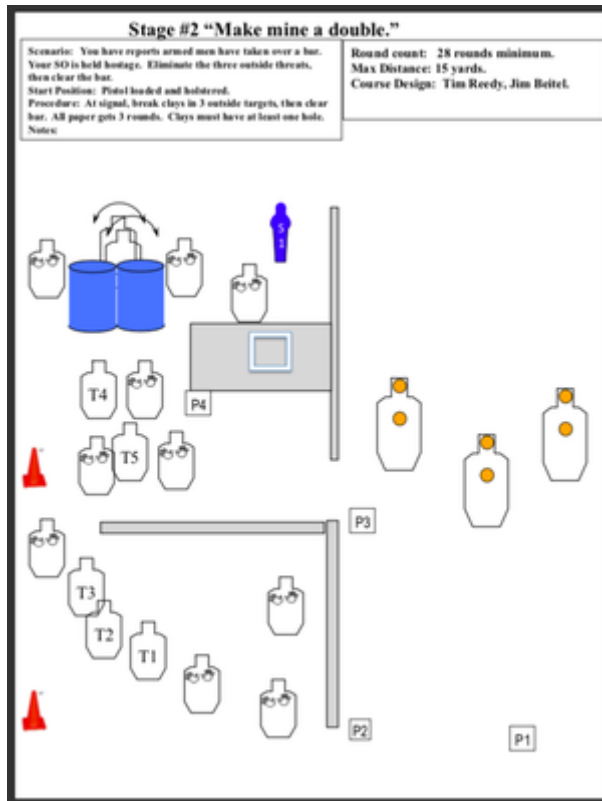 Stage #2 “Make mine a double.”
Scenario: You have reports armed men have taken over a bar.
Your SO is held hostage. Eliminate the three outside threats,
then clear the bar.
Start Position: Pistol loaded and holstered.
Procedure: At signal, break clays in 3 outside targets, then clear
bar. All paper gets 3 rounds. Clays must have at least one hole.
Notes:
Round count: 28 rounds minimum.
Max Distance: 15 yards.
Course Design: Tim Reedy, Jim Beitel.
T4
P4
T5
P3
T3
T2
T1
P2
P1